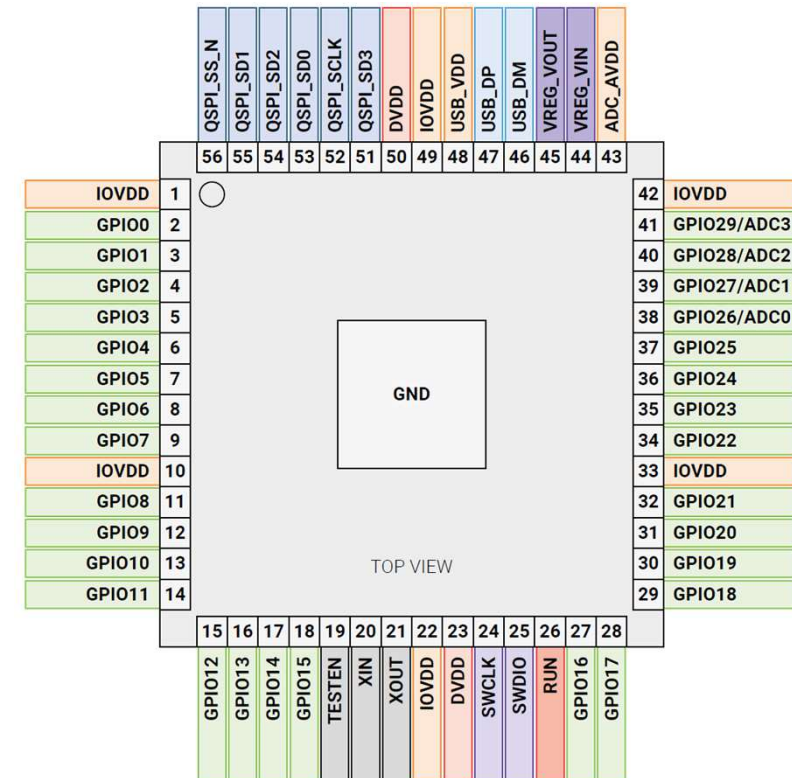 QSPI_SS_N
QSPI_SD1
QSPI_SD2
QSPI_SD0
QSPI_SCLK
QSPI_SD3
DVDD
IOVDD
USB_VDD
USB_DP
USB_DM
VREG_VOUT
VREG_VIN
ADC_AVDD
56 55 54 53 52 51 50 49 48 47 46 45 44 43
IOVDD 1
GPIO0 2
GPIO1 3
GPIO2 4
GPIO3 5
GPIO4 6
GPIO5 7
GPIO6 8
GPIO7 9
IOVDD 10
GPIO8 11
GPIO9 12
GPIO10 13
GPIO11 14
GND
TOP VIEW
42 IOVDD
41 GPIO29/ADC3
40 GPIO28/ADC2
39 GPIO27/ADC1
38 GPIO26/ADC0
37 GPIO25
36 GPIO24
35 GPIO23
34 GPIO22
33 IOVDD
32 GPIO21
31 GPIO20
30 GPIO19
29 GPIO18
15 16 17 18 19 20 21 22 23 24 25 26 27 28
GPIO12
GPIO13
GPIO14
GPIO15
TESTEN
XIN
XOUT
IOVDD
DVDD
SWCLK
SWDIO
RUN
GPIO16
GPIO17